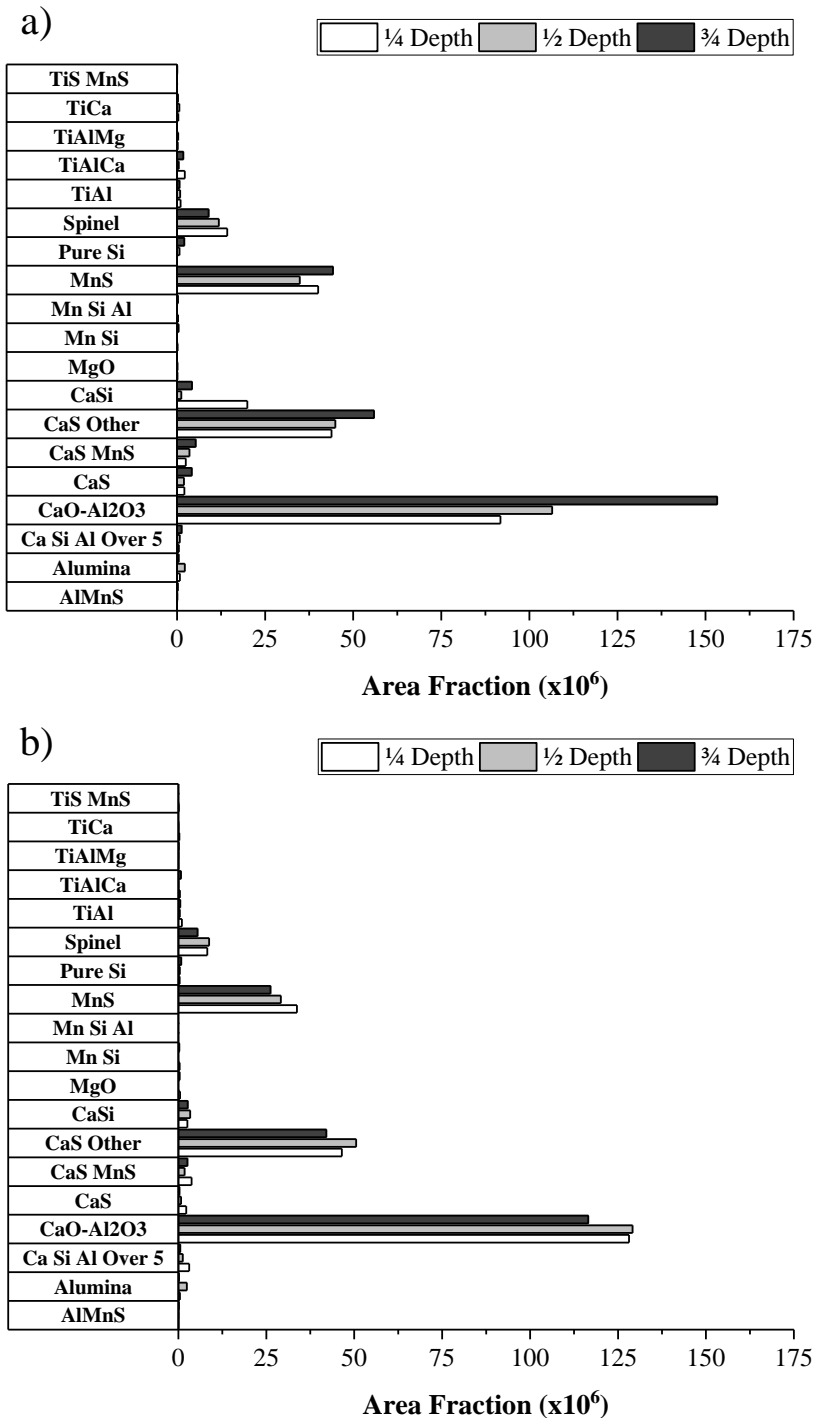 a)
¼ Depth ½ Depth ¾ Depth
TiS MnS
TiCa
TiAlMg
TiAlCa
TiAl
Spinel
Pure Si
MnS
Mn Si Al
Mn Si
MgO
CaSi
CaS Other
CaS MnS
CaS
CaO-Al2O3
Ca Si Al Over 5
Alumina
AlMnS
0 25 50 75 100 125 150 175
Area Fraction (x10⁶)
b)
¼ Depth ½ Depth ¾ Depth
TiS MnS
TiCa
TiAlMg
TiAlCa
TiAl
Spinel
Pure Si
MnS
Mn Si Al
Mn Si
MgO
CaSi
CaS Other
CaS MnS
CaS
CaO-Al2O3
Ca Si Al Over 5
Alumina
AlMnS
0 25 50 75 100 125 150 175
Area Fraction (x10⁶)